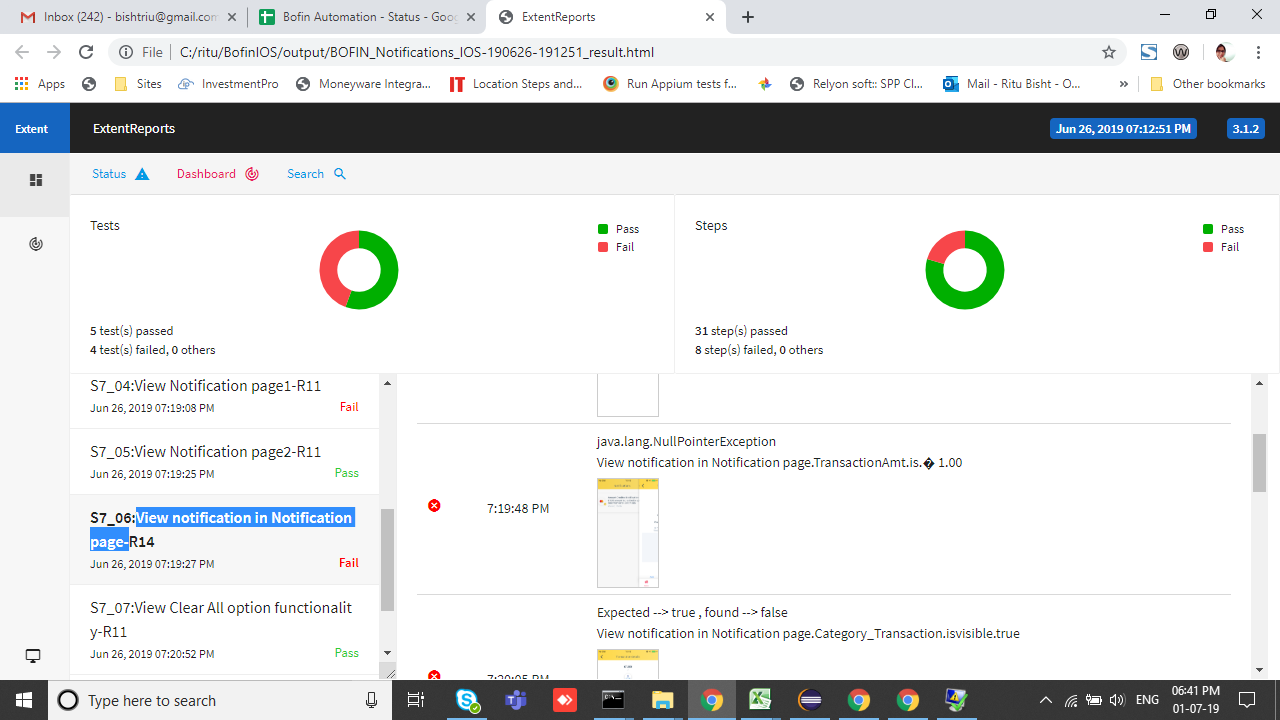 Inbox (242) - bishtriu@gmail.com
Bofin Automation - Status - Goog
ExtentReports
File
C:/ritu/BofinIOS/output/BOFIN_Notifications_IOS-190626-191251_result.html
Apps
Sites
InvestmentPro
Moneyware Integra...
Location Steps and...
Run Appium tests f...
Relyon soft:: SPP Cl...
Mail - Ritu Bisht - O...
»
Other bookmarks
Extent
ExtentReports
Jun 26, 2019 07:12:51 PM
3.1.2
Status
Dashboard
Search
Tests
Pass
Fail
5 test(s) passed
4 test(s) failed, 0 others
Steps
Pass
Fail
31 step(s) passed
8 step(s) failed, 0 others
S7_04:View Notification page1-R11
Jun 26, 2019 07:19:08 PM
Fail
S7_05:View Notification page2-R11
Jun 26, 2019 07:19:25 PM
Pass
S7_06:View notification in Notification
page-R14
Jun 26, 2019 07:19:27 PM
Fail
S7_07:View Clear All option functionalit
y-R11
Jun 26, 2019 07:20:52 PM
Pass
java.lang.NullPointerException
View notification in Notification page.TransactionAmt.is.� 1.00
7:19:48 PM
Expected --> true , found --> false
View notification in Notification page.Category_Transaction.isvisible.true
7:20:05 PM
Type here to search
ENG
06:41 PM
01-07-19